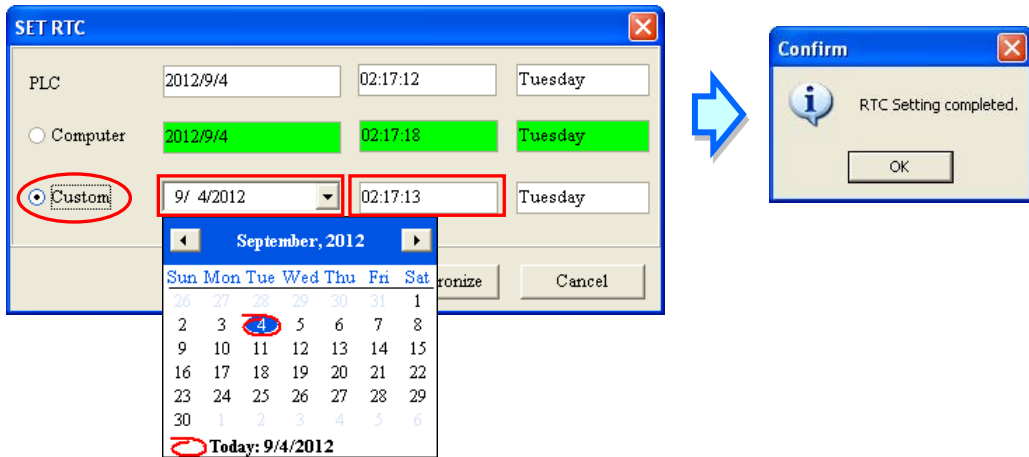 SET RTC
PLC 2012/9/4 02:17:12 Tuesday
Computer 2012/9/4 02:17:18 Tuesday
Custom 9/ 4/2012 02:17:13 Tuesday
September, 2012
Sun Mon Tue Wed Thu Fri Sat
26 27 28 29 30 31 1
2 3 4 5 6 7 8
9 10 11 12 13 14 15
16 17 18 19 20 21 22
23 24 25 26 27 28 29
30 1 2 3 4 5 6
Today: 9/4/2012
ronize Cancel
Confirm
RTC Setting completed.
OK